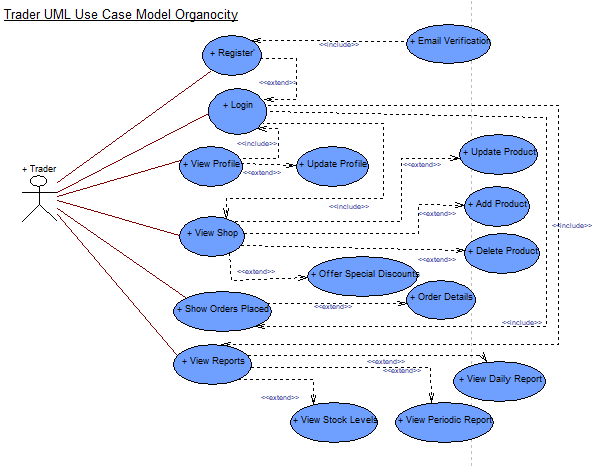 Trader UML Use Case Model Organocity
+ Register'
<<include>>
+ Email Verification
<<extend>>
+ Login
<<include>>
+ Update Product
+ Trader
+ View Profile
<<extend>>
+ Update Profile
<<extend>>
<<include>>
+ Add Product
<<extend>>
+ View Shop
<<include>>
+ Delete Product
<<extend>>
<<extend>>
+ Offer Special Discounts
+ Order Details
+ Show Orders Placed
<<extend>>
<<include>>
+ View Reports
<<extend>>
<<extend>>
+ View Daily Report
<<extend>>
<<extend>>
+ View Stock Levels
+ View Periodic Report